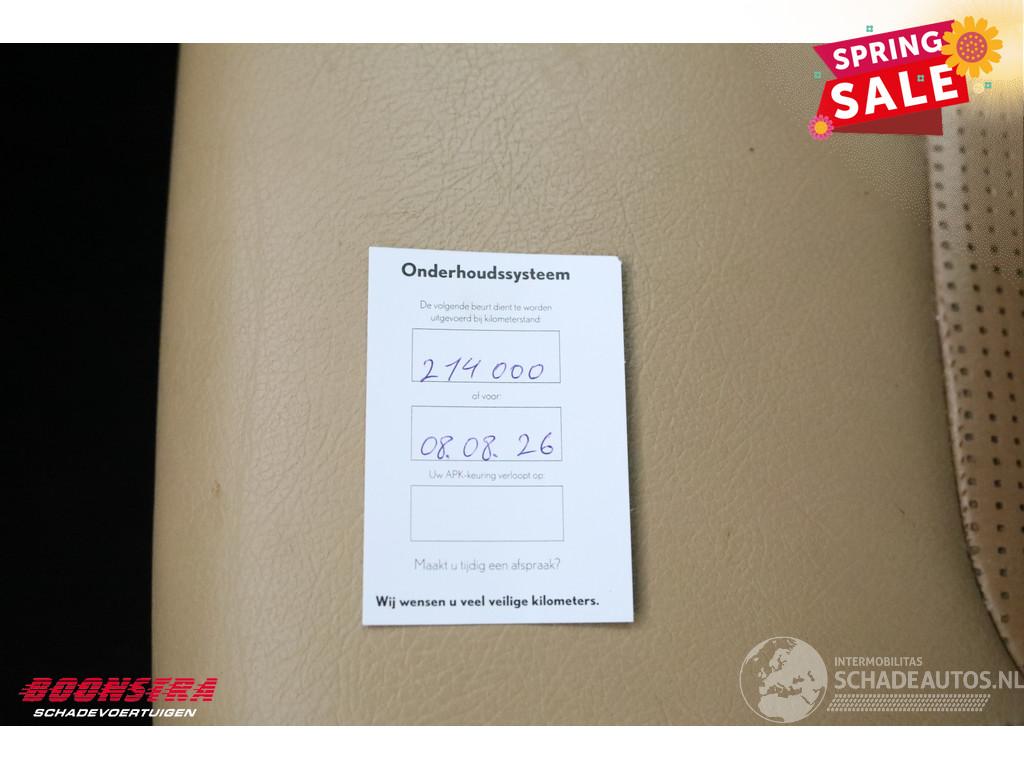 SPRING
SALE
Onderhoudssysteem
De volgende beurt dient te worden
uitgevoerd bij kilometerstand:
214 000
of voor:
08. 08. 26
Uw APK-keuring verloopt op:
Maakt u tijdig een afspraak?
Wij wensen u veel veilige kilometers.
BOONSTRA
SCHADEVOERTUIGEN
INTERMOBILITAS
SCHADEAUTOS.NL